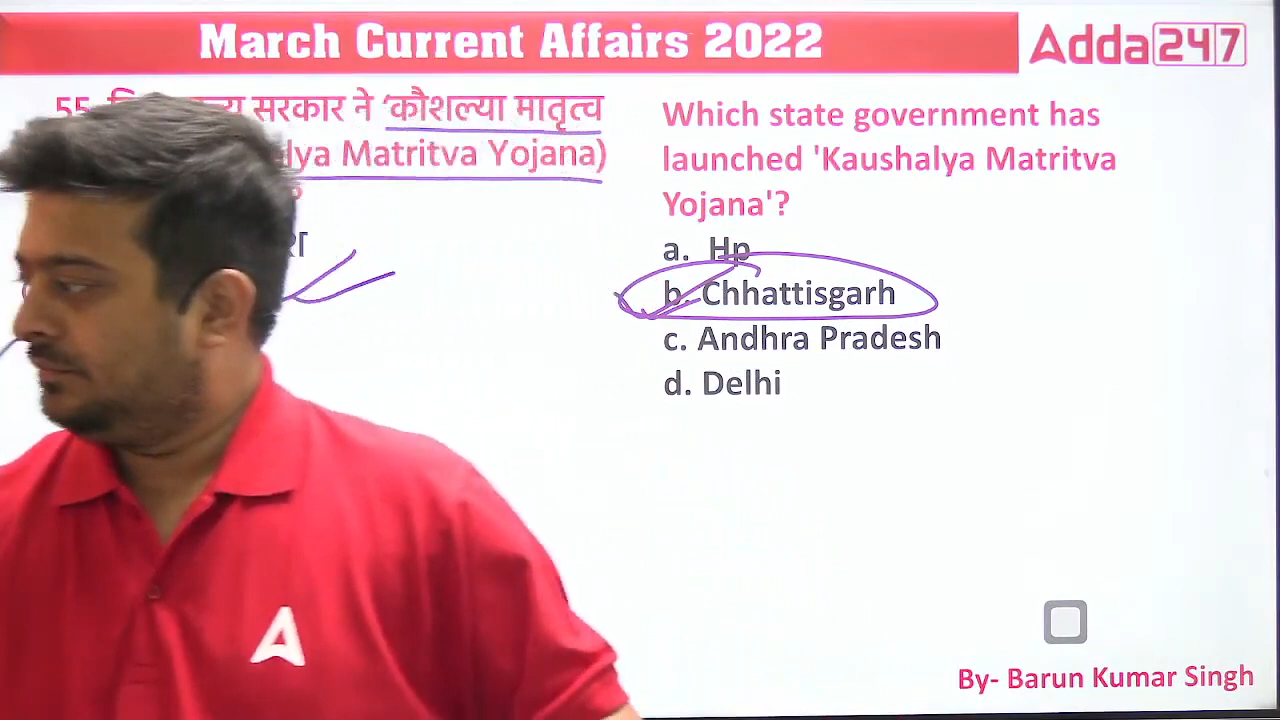 March Current Affairs 2022
Adda247
55.
सरकार ने ‘कौशल्या मातृत्व
Matritva Yojana)
Which state government has
launched 'Kaushalya Matritva
Yojana'?
a. Hp
b. Chhattisgarh
c. Andhra Pradesh
d. Delhi
By- Barun Kumar Singh